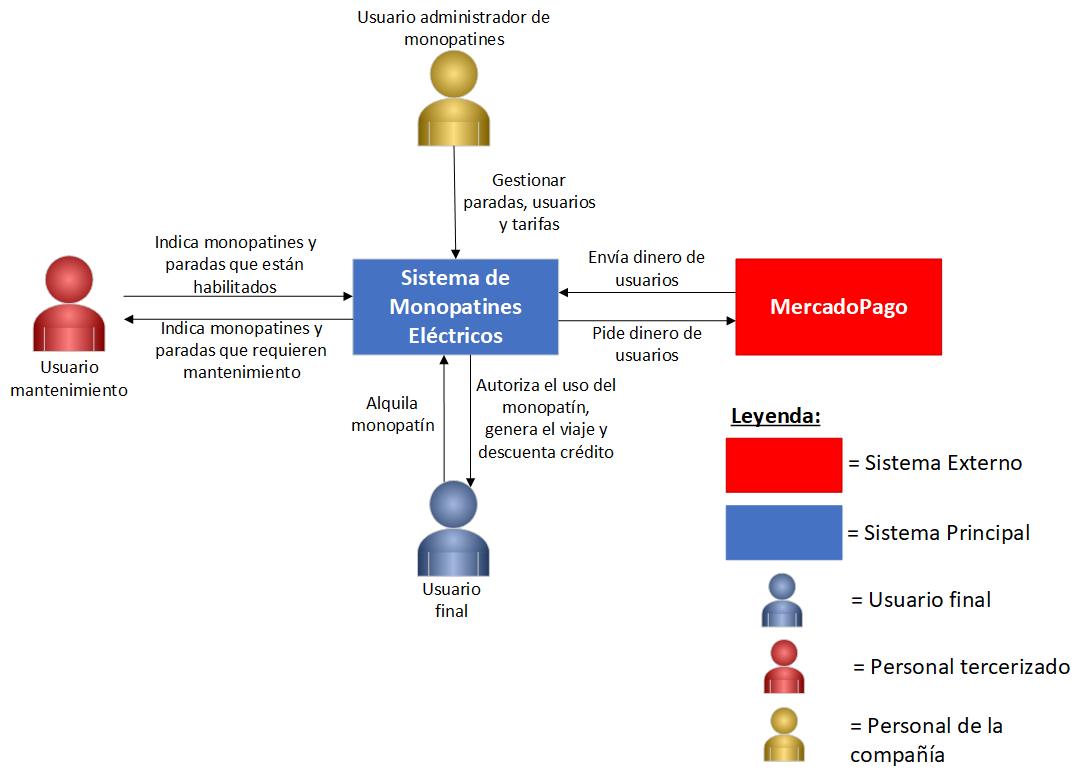 Usuario administrador de
monopatines
Gestionar
paradas, usuarios
y tarifas
Indica monopatines y
paradas que están
habilitados
Indica monopatines y
paradas que requieren
mantenimiento
Usuario
mantenimiento
Sistema de
Monopatines
Eléctricos
Envía dinero de
usuarios
Pide dinero de
usuarios
MercadoPago
Alquila
monopatín
Autoriza el uso del
monopatín,
genera el viaje y
descuenta crédito
Usuario
final
Leyenda:
= Sistema Externo
= Sistema Principal
= Usuario final
= Personal tercerizado
= Personal de la
compañía